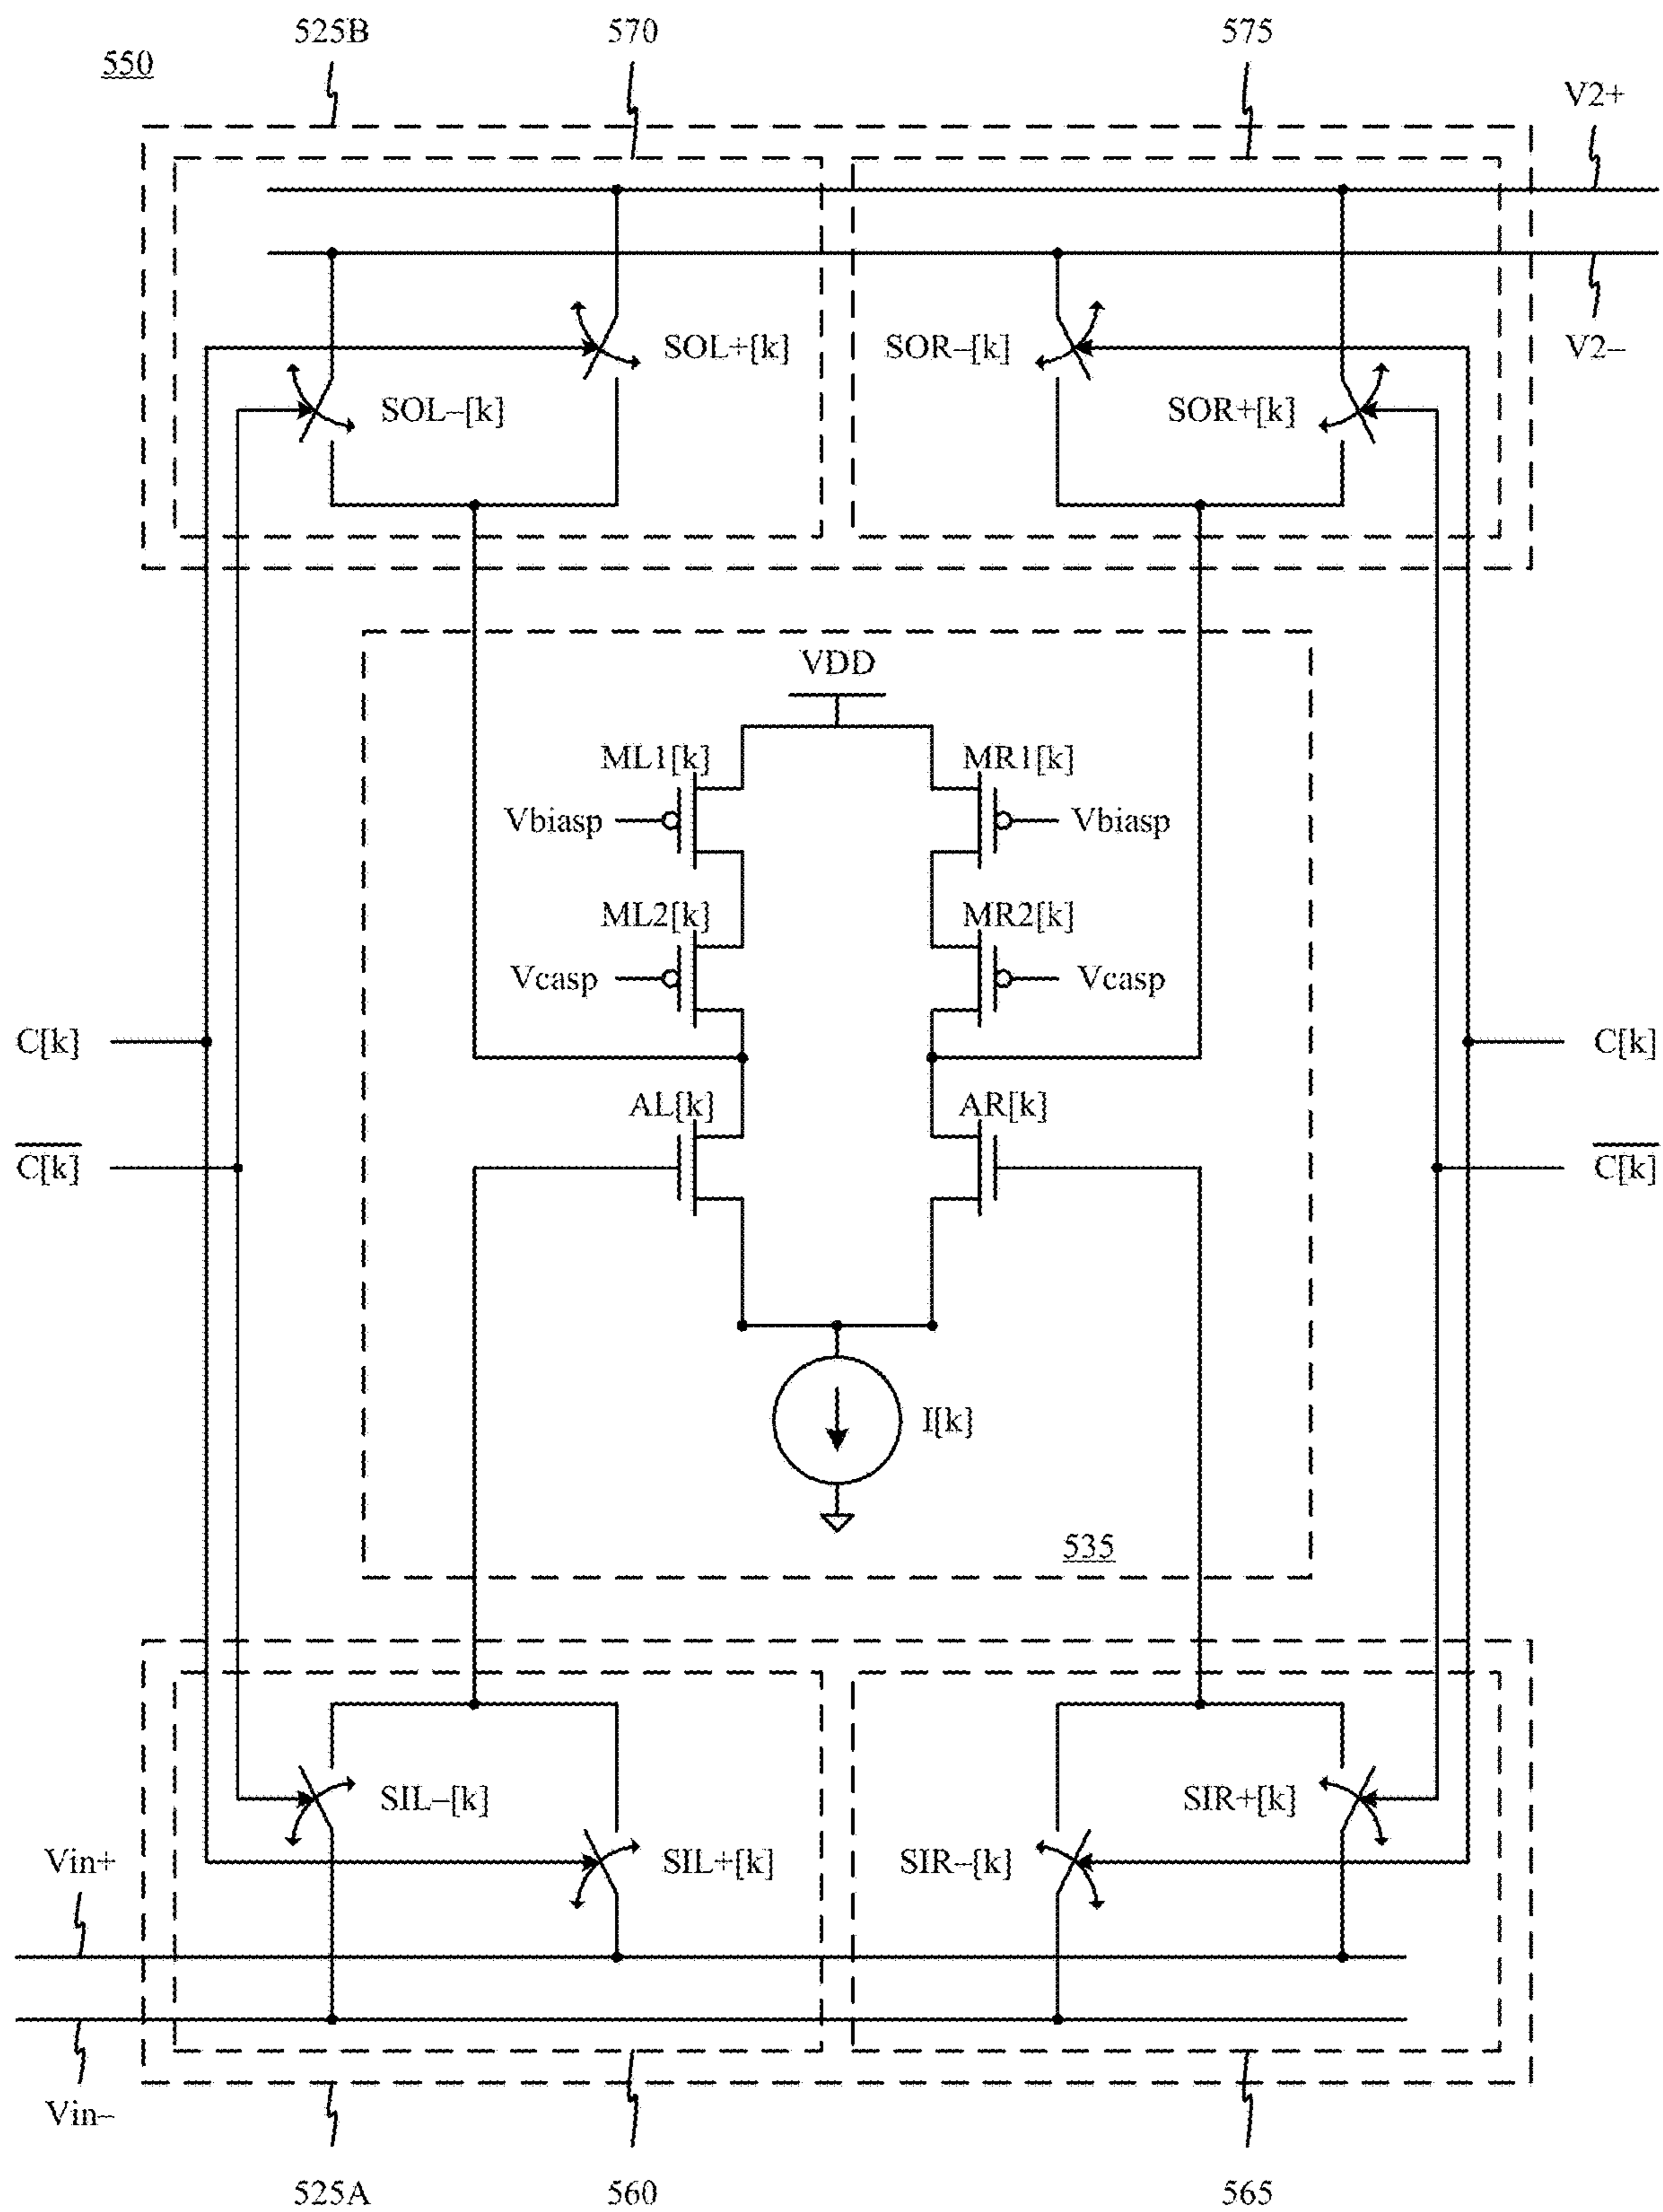 525B 570 575
550
V2+
SOL+[k] SOR–[k] V2–
SOL–[k] SOR+[k]
VDD
ML1[k] MR1[k]
Vbiasp Vbiasp
ML2[k] MR2[k]
Vcasp Vcasp
C[k] C[k]
AL[k] AR[k]
C̅[̅k̅]̅ C̅[̅k̅]̅
I[k]
535
SIL–[k] SIR+[k]
Vin+ SIL+[k] SIR–[k]
Vin–
525A 560 565